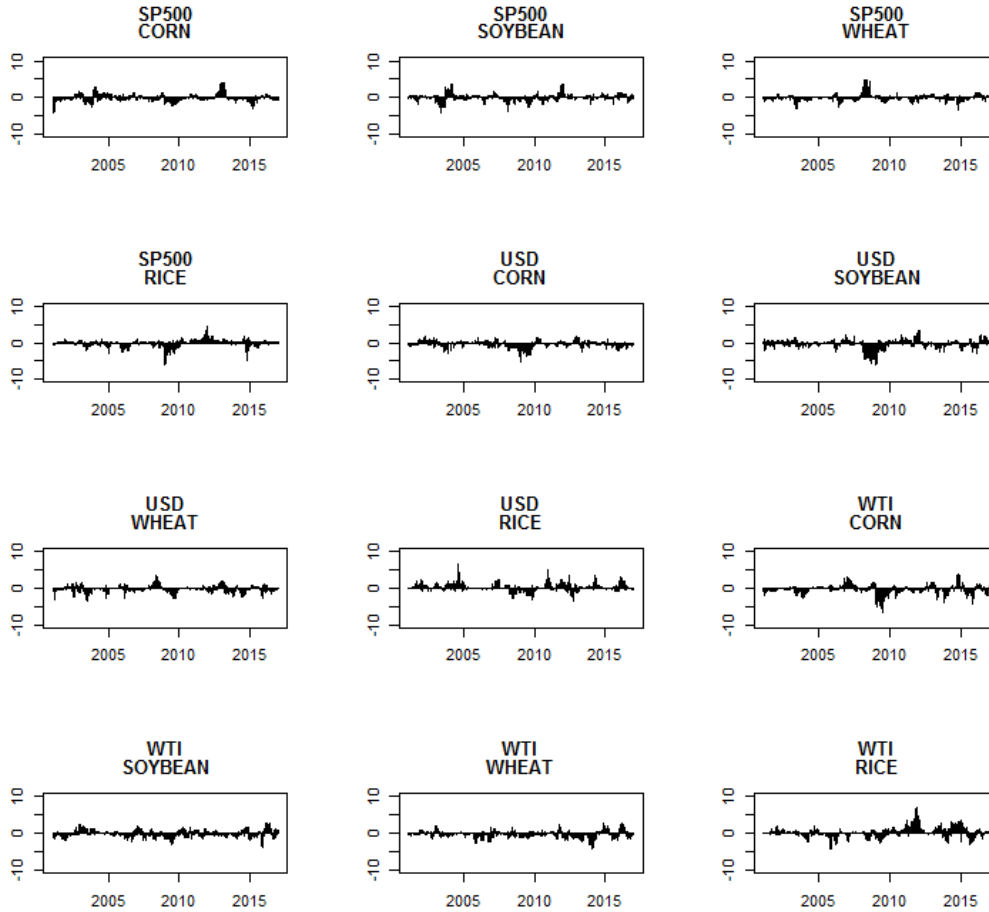 SP500 SP500 SP500
CORN SOYBEAN WHEAT
10 10 10
0 0 0
-10 -10 -10
2005 2010 2015 2005 2010 2015 2005 2010 2015
SP500 USD USD
RICE CORN SOYBEAN
10 10 10
0 0 0
-10 -10 -10
2005 2010 2015 2005 2010 2015 2005 2010 2015
USD USD WTI
WHEAT RICE CORN
10 10 10
0 0 0
-10 -10 -10
2005 2010 2015 2005 2010 2015 2005 2010 2015
WTI WTI WTI
SOYBEAN WHEAT RICE
10 10 10
0 0 0
-10 -10 -10
2005 2010 2015 2005 2010 2015 2005 2010 2015